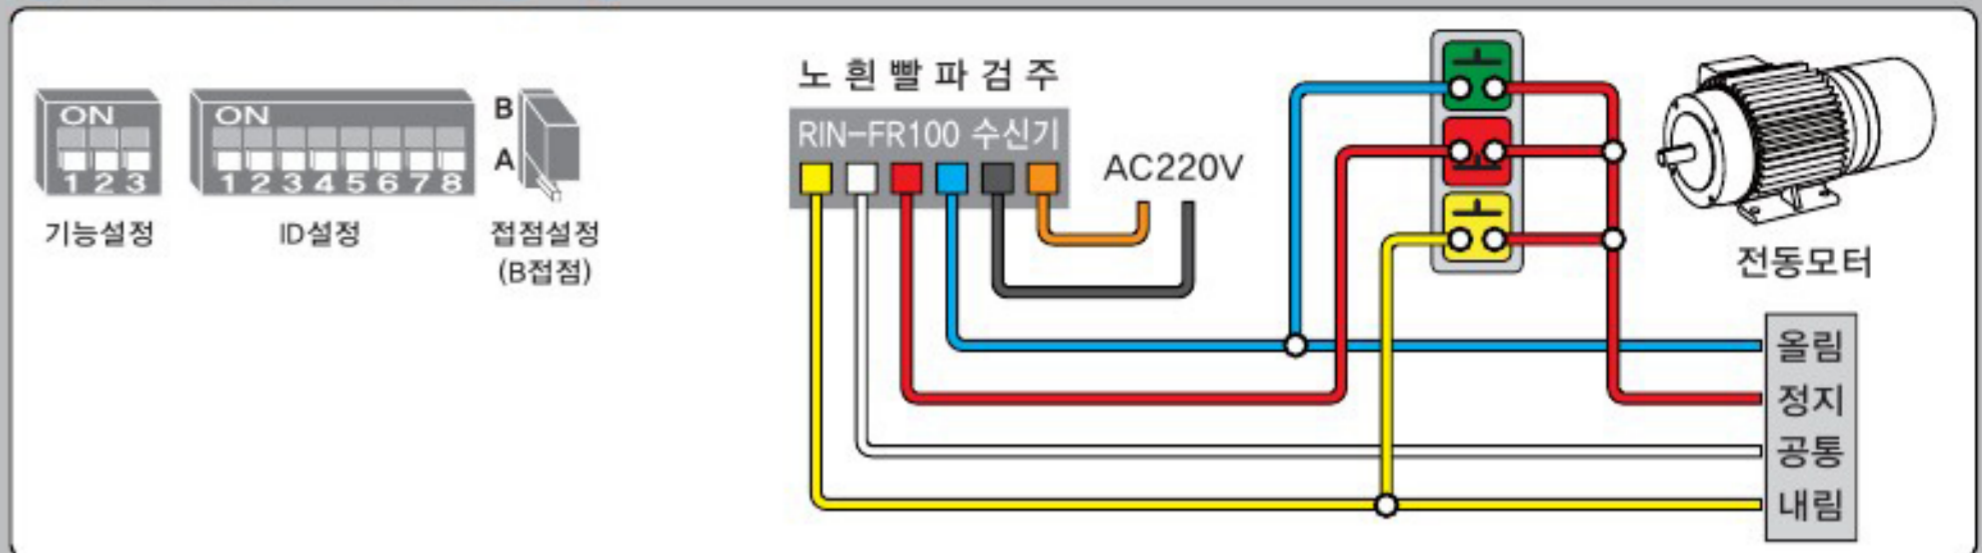 ON
1 2 3
기능설정
ON
1 2 3 4 5 6 7 8
ID설정
B
A
접점설정
(B접점)
노 흰 빨 파 검 주
RIN-FR100 수신기
AC220V
전동모터
올림
정지
공통
내림